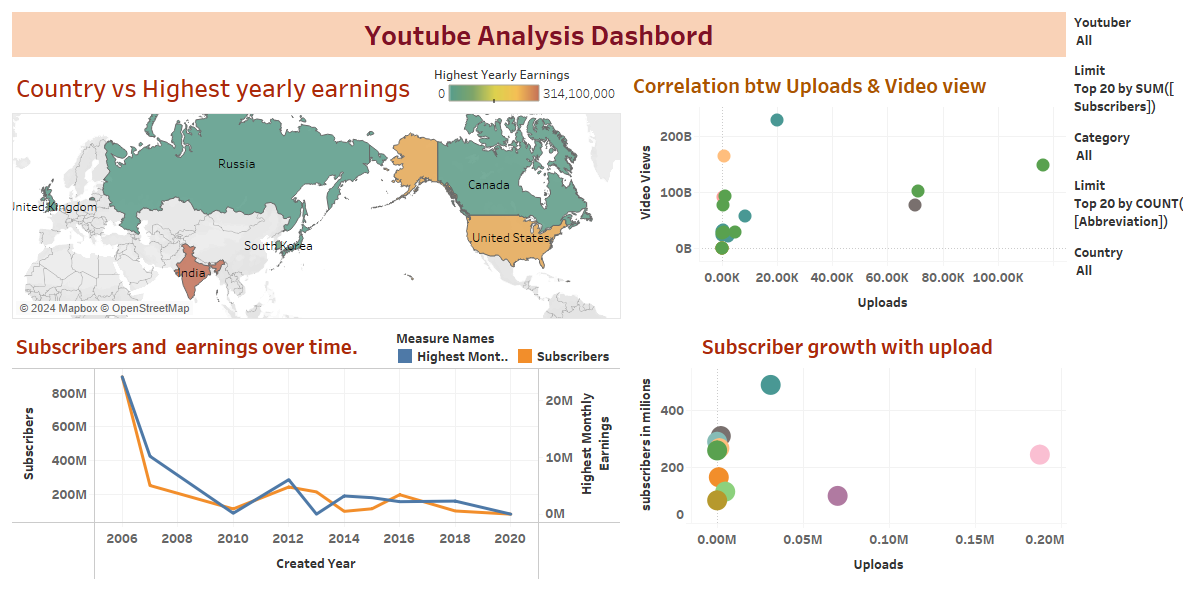 Youtube Analysis Dashbord
Youtuber
All
Limit
Top 20 by SUM([
Subscribers])
Category
All
Limit
Top 20 by COUNT(
[Abbreviation])
Country
All
Country vs Highest yearly earnings
Highest Yearly Earnings
0
314,100,000
Russia
Canada
United Kingdom
United States
South Korea
India
© 2024 Mapbox © OpenStreetMap
Correlation btw Uploads & Video view
Video Views
200B
100B
0B
0.00K 20.00K 40.00K 60.00K 80.00K 100.00K
Uploads
Subscribers and earnings over time.
Measure Names
Highest Mont.. Subscribers
Subscribers
800M
600M
400M
200M
20M
10M
0M
Highest Monthly
Earnings
2006 2008 2010 2012 2014 2016 2018 2020
Created Year
Subscriber growth with upload
subscribers in milions
400
200
0
0.00M 0.05M 0.10M 0.15M 0.20M
Uploads